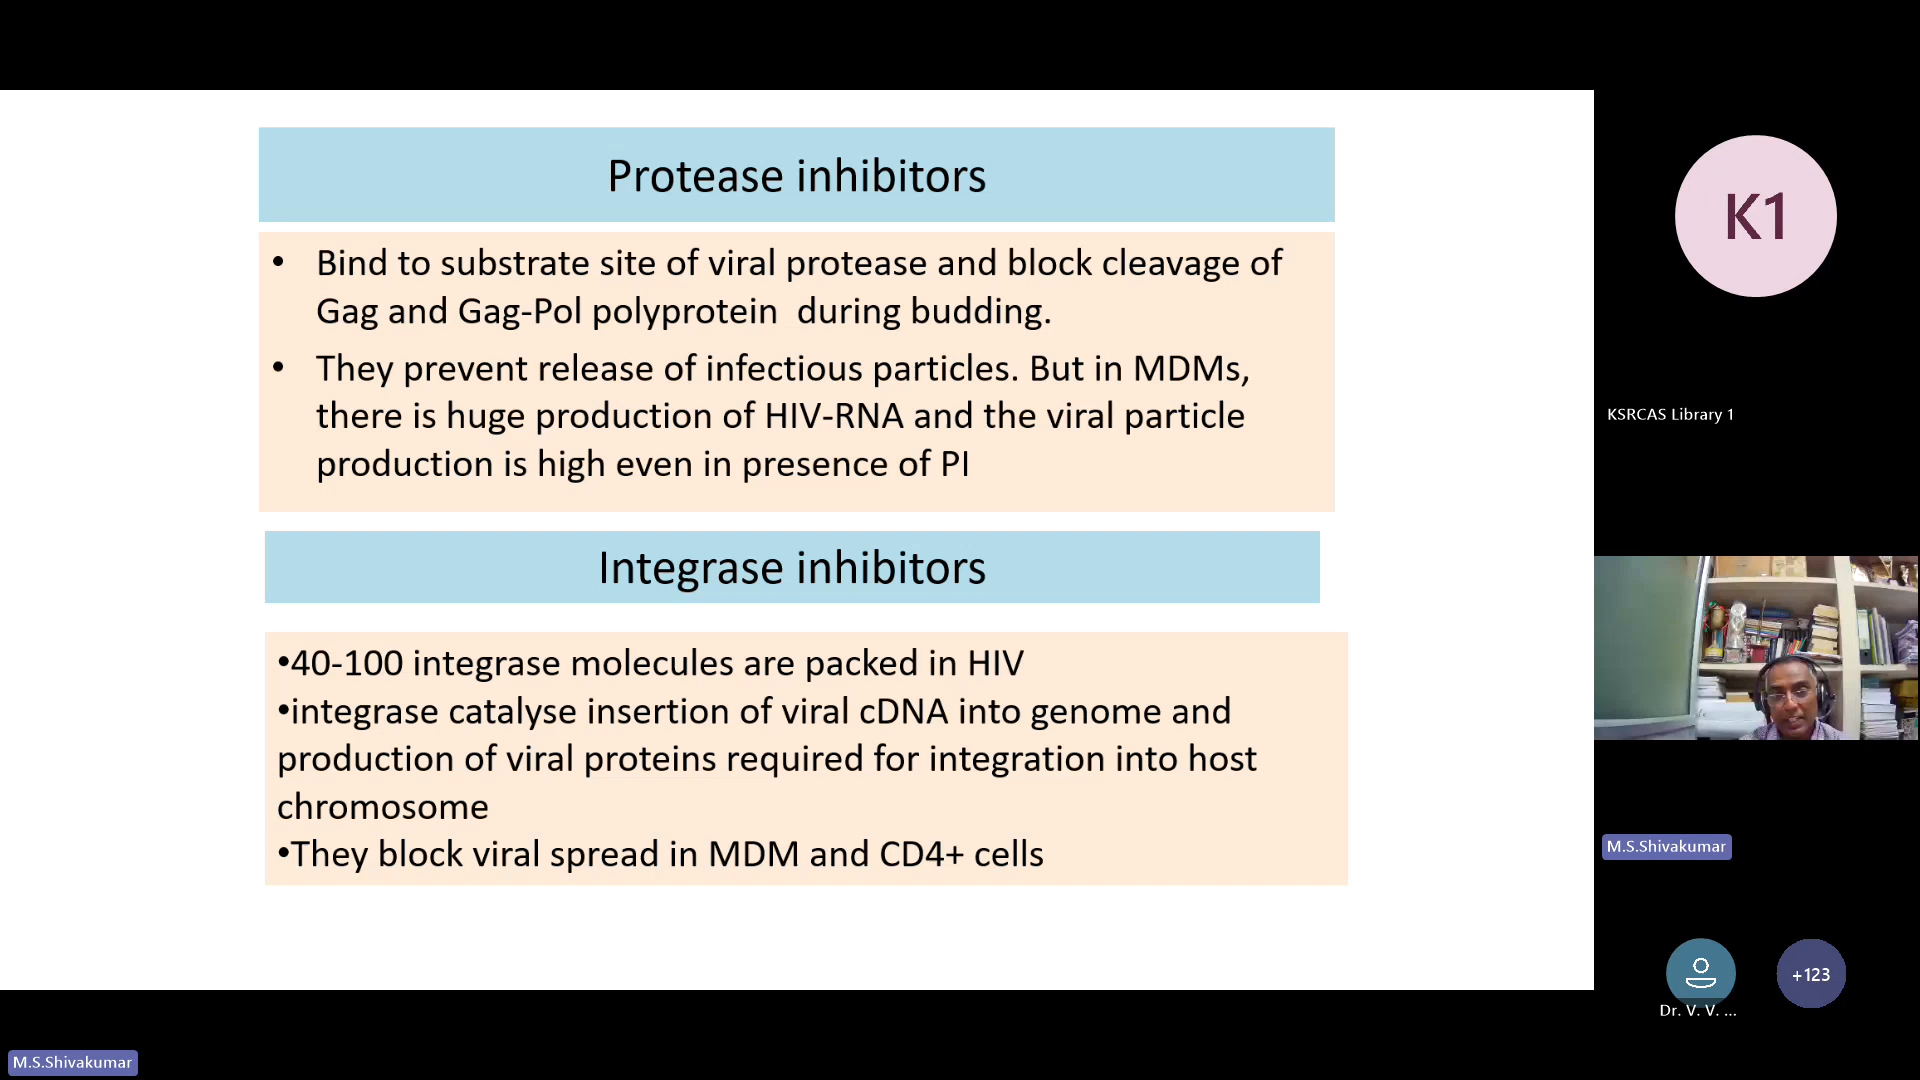 Protease inhibitors
• Bind to substrate site of viral protease and block cleavage of
Gag and Gag-Pol polyprotein during budding.
• They prevent release of infectious particles. But in MDMs,
there is huge production of HIV-RNA and the viral particle
production is high even in presence of PI
Integrase inhibitors
•40-100 integrase molecules are packed in HIV
•integrase catalyse insertion of viral cDNA into genome and
production of viral proteins required for integration into host
chromosome
•They block viral spread in MDM and CD4+ cells
K1
KSRCAS Library 1
M.S.Shivakumar
+123
Dr. V. V. ...
M.S.Shivakumar